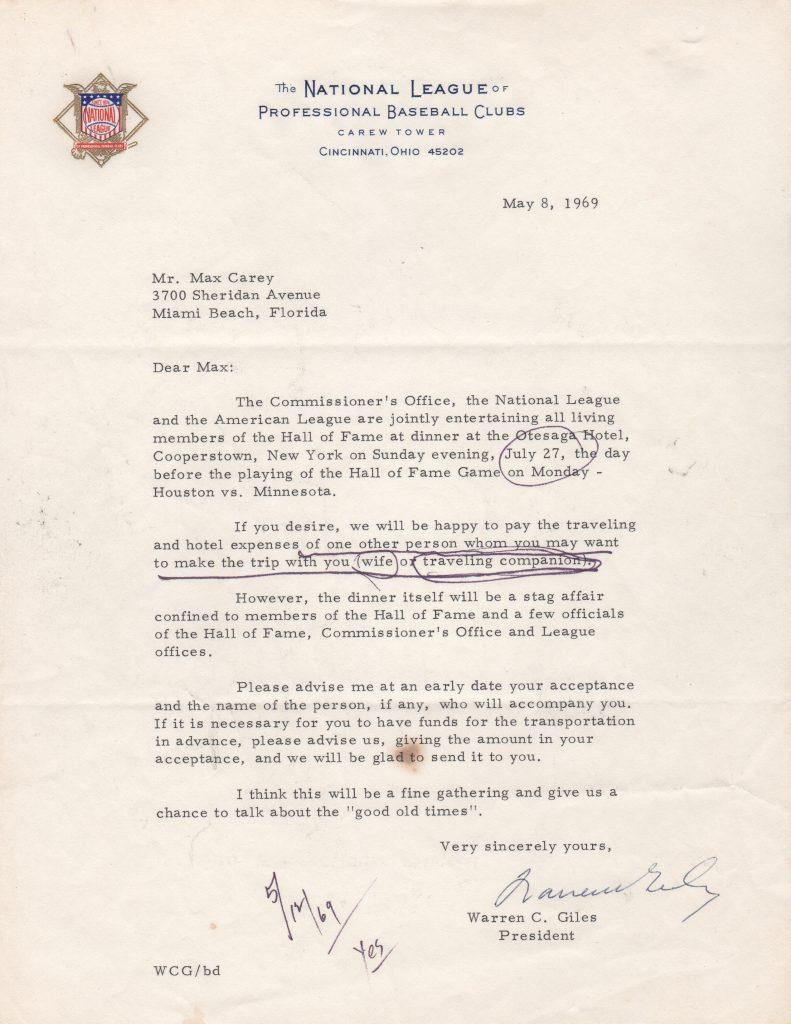 The NATIONAL LEAGUE OF
PROFESSIONAL BASEBALL CLUBS
CAREW TOWER
CINCINNATI, OHIO 45202
NATIONAL
LEAGUE
May 8, 1969
Mr. Max Carey
3700 Sheridan Avenue
Miami Beach, Florida
Dear Max:
The Commissioner's Office, the National League
and the American League are jointly entertaining all living
members of the Hall of Fame at dinner at the Otesaga Hotel,
Cooperstown, New York on Sunday evening, July 27, the day
before the playing of the Hall of Fame Game on Monday -
Houston vs. Minnesota.
If you desire, we will be happy to pay the traveling
and hotel expenses of one other person whom you may want
to make the trip with you (wife or traveling companion).
However, the dinner itself will be a stag affair
confined to members of the Hall of Fame and a few officials
of the Hall of Fame, Commissioner's Office and League
offices.
Please advise me at an early date your acceptance
and the name of the person, if any, who will accompany you.
If it is necessary for you to have funds for the transportation
in advance, please advise us, giving the amount in your
acceptance, and we will be glad to send it to you.
I think this will be a fine gathering and give us a
chance to talk about the "good old times".
Very sincerely yours,
Warren Giles
Warren C. Giles
President
5/12/69
Yes
WCG/bd